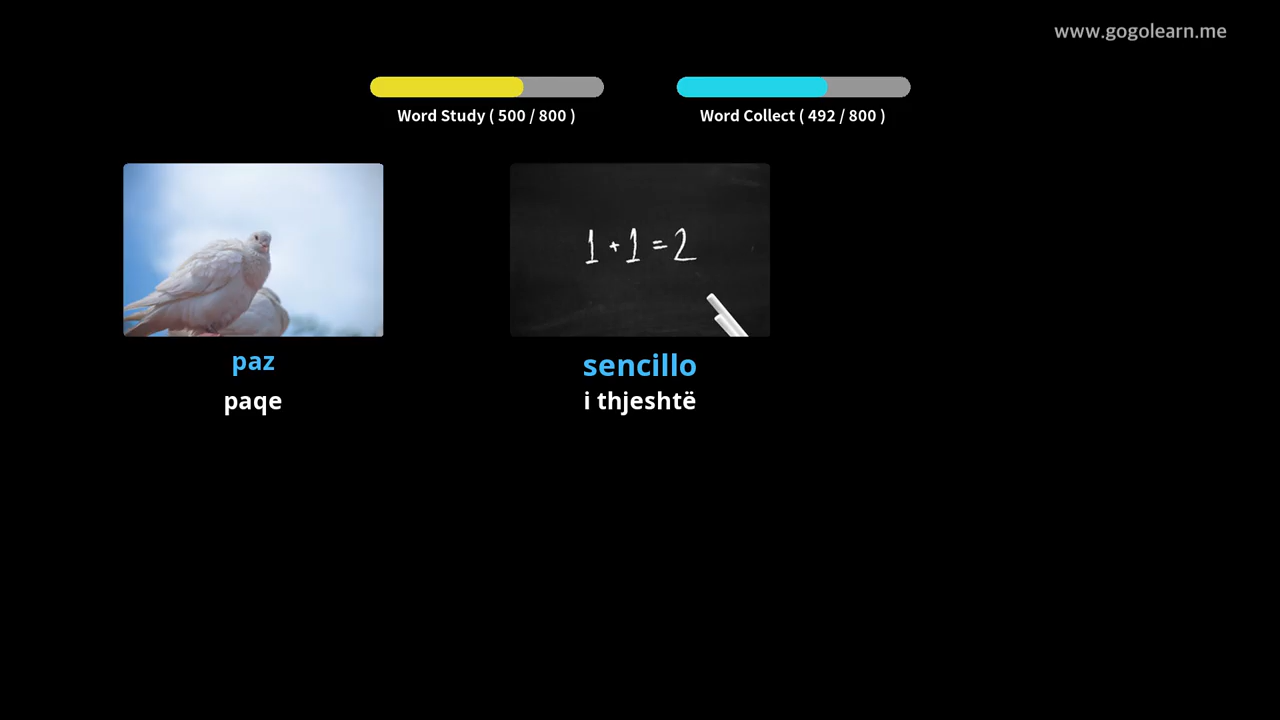 www.gogolearn.me
Word Study ( 500 / 800 )
Word Collect ( 492 / 800 )
1 + 1 = 2
paz
paqe
sencillo
i thjeshtë